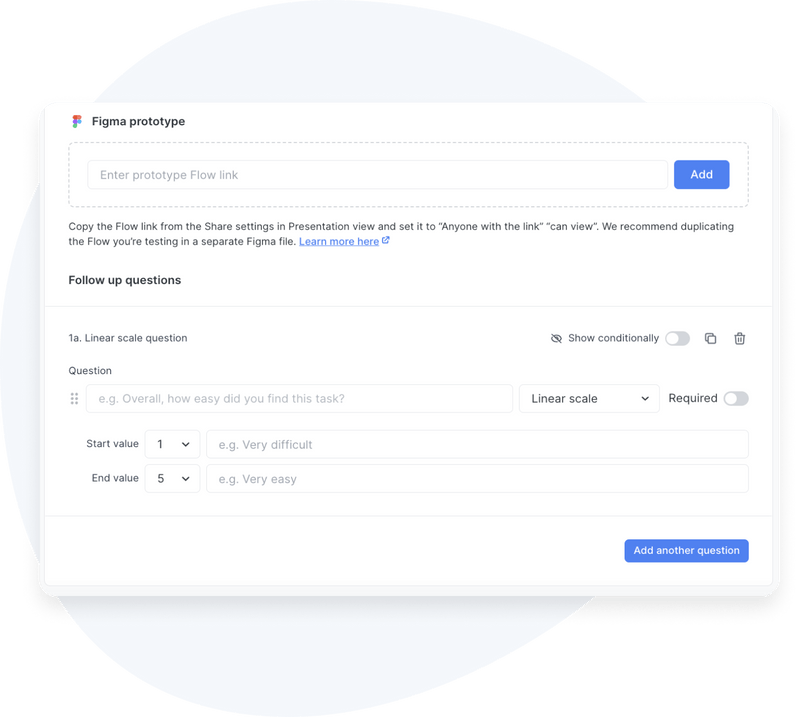 Figma prototype
Enter prototype Flow link
Add
Copy the Flow link from the Share settings in Presentation view and set it to “Anyone with the link” “can view”. We recommend duplicating
the Flow you’re testing in a separate Figma file. Learn more here
Follow up questions
1a. Linear scale question
Show conditionally
Question
e.g. Overall, how easy did you find this task?
Linear scale
Required
Start value
1
e.g. Very difficult
End value
5
e.g. Very easy
Add another question